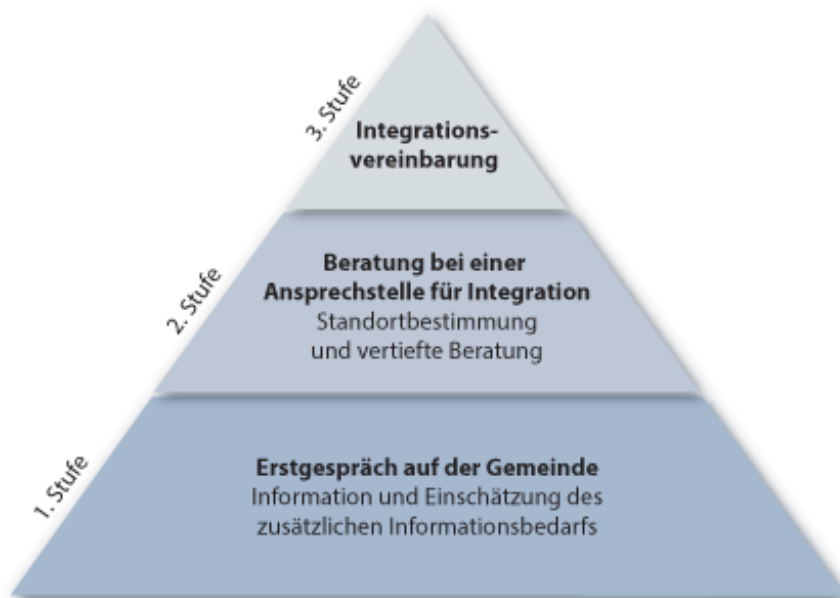 3. Stufe
Integrations-
vereinbarung
2. Stufe
Beratung bei einer
Ansprechstelle für Integration
Standortbestimmung
und vertiefte Beratung
1. Stufe
Erstgespräch auf der Gemeinde
Information und Einschätzung des
zusätzlichen Informationsbedarfs